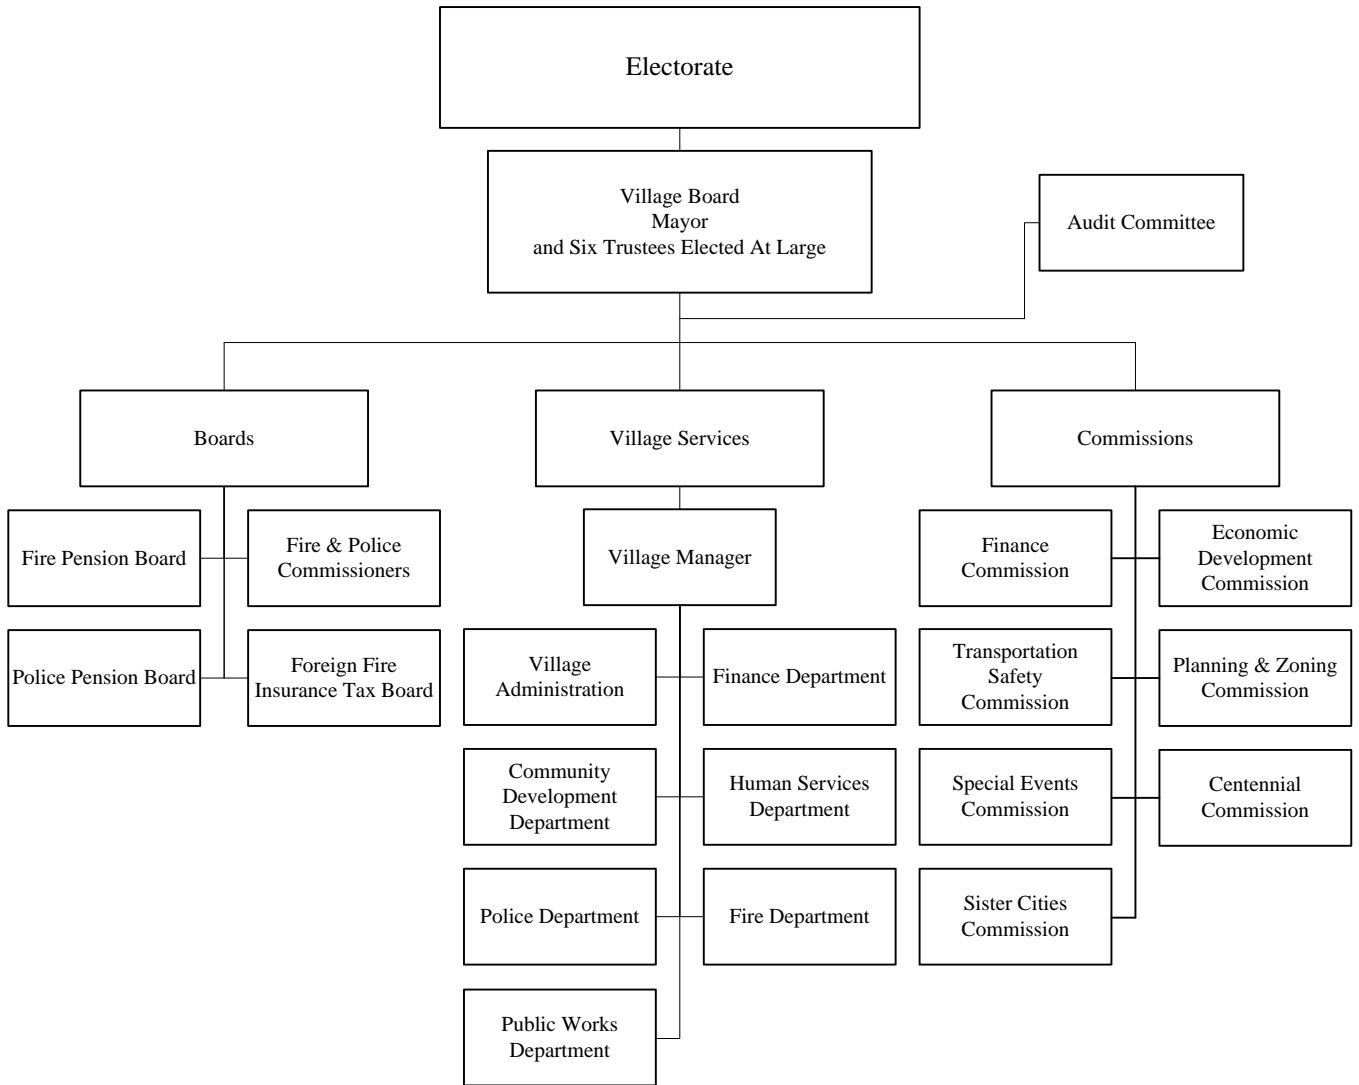 Electorate
Village Board
Mayor
and Six Trustees Elected At Large
Audit Committee
Boards
Village Services
Commissions
Fire Pension Board
Fire & Police
Commissioners
Police Pension Board
Foreign Fire
Insurance Tax Board
Village Manager
Village
Administration
Finance Department
Community
Development
Department
Human Services
Department
Police Department
Fire Department
Public Works
Department
Finance
Commission
Economic
Development
Commission
Transportation
Safety
Commission
Planning & Zoning
Commission
Special Events
Commission
Centennial
Commission
Sister Cities
Commission